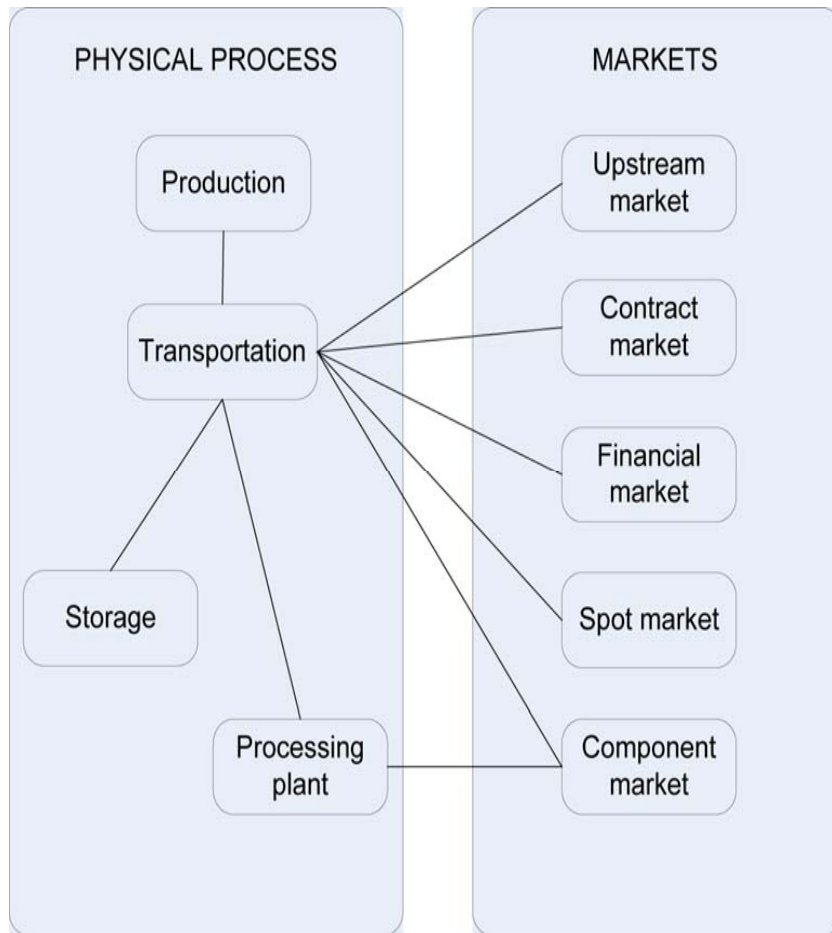 PHYSICAL PROCESS
Production
Transportation
Storage
Processing
plant
MARKETS
Upstream
market
Contract
market
Financial
market
Spot market
Component
market